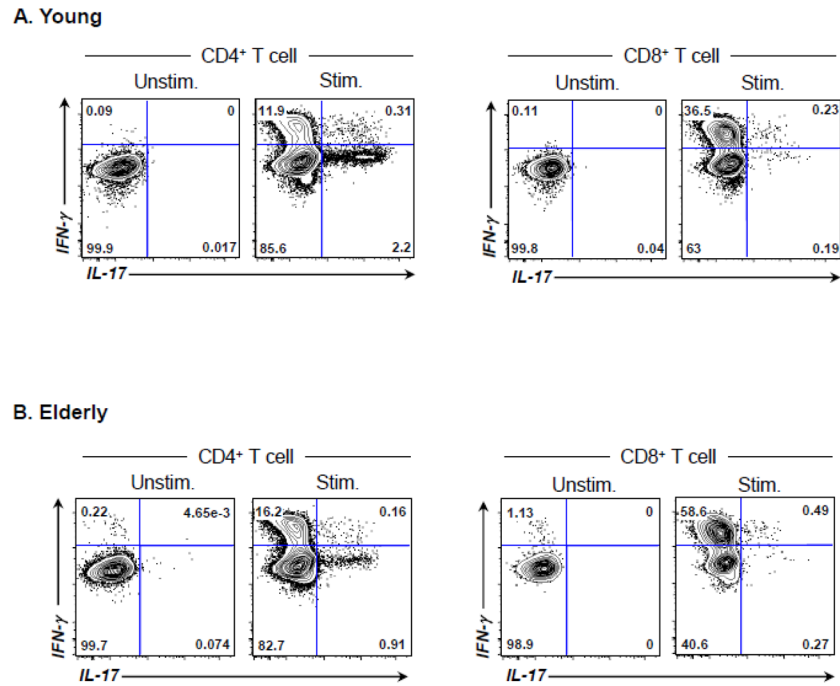 A. Young
CD4⁺ T cell
CD8⁺ T cell
Unstim.
Stim.
Unstim.
Stim.
0.09
0
11.9
0.31
0.11
0
36.5
0.23
IFN-γ
IFN-γ
99.9
0.017
85.6
2.2
99.8
0.04
63
0.19
IL-17
IL-17
B. Elderly
CD4⁺ T cell
CD8⁺ T cell
Unstim.
Stim.
Unstim.
Stim.
0.22
4.65e-3
16.2
0.16
1.13
0
58.6
0.49
IFN-γ
IFN-γ
99.7
0.074
82.7
0.91
98.9
0
40.6
0.27
IL-17
IL-17